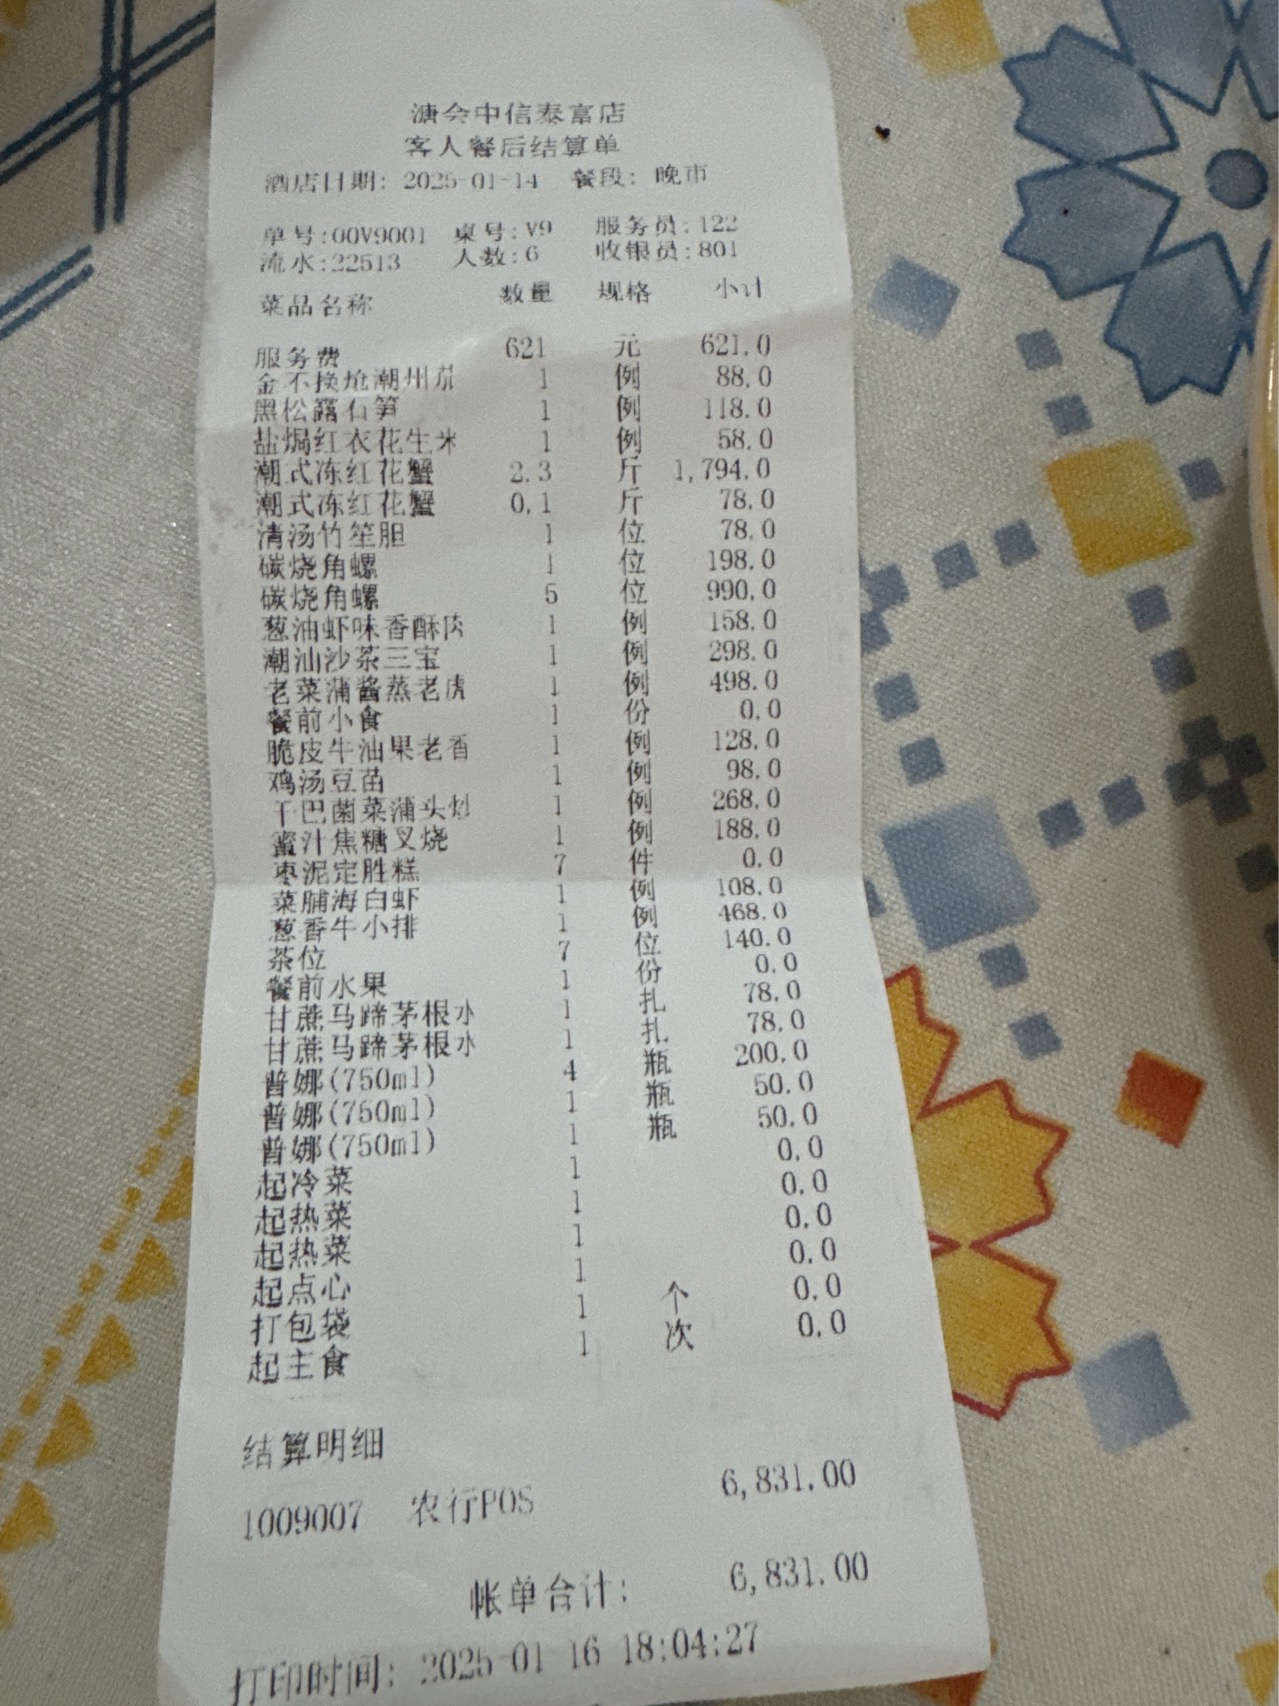 溏会中信泰富店
客人餐后结算单
酒店日期: 2025-01-14 餐段: 晚市
单号:00V9001 桌号:V9 服务员:122
流水:22513 人数:6 收银员:801
菜品名称 数量 规格 小计
服务费 621 元 621.0
金不换炝潮州茄 1 例 88.0
黑松露石笋 1 例 118.0
盐焗红衣花生米 1 例 58.0
潮式冻红花蟹 2.3 斤 1,794.0
潮式冻红花蟹 0.1 斤 78.0
清汤竹笙胆 1 位 78.0
碳烧角螺 1 位 198.0
碳烧角螺 5 位 990.0
葱油虾味香酥肉 1 例 158.0
潮汕沙茶三宝 1 例 298.0
老菜蒲酱蒸老虎 1 例 498.0
餐前小食 1 份 0.0
脆皮牛油果老香 1 例 128.0
鸡汤豆苗 1 例 98.0
干巴菌菜蒲头炒 1 例 268.0
蜜汁焦糖叉烧 1 例 188.0
枣泥定胜糕 7 件 0.0
菜脯海白虾 1 例 108.0
葱香牛小排 1 例 468.0
茶位 7 位 140.0
餐前水果 1 份 0.0
甘蔗马蹄茅根水 1 扎 78.0
甘蔗马蹄茅根水 1 扎 78.0
普娜(750ml) 4 瓶 200.0
普娜(750ml) 1 瓶 50.0
普娜(750ml) 1 瓶 50.0
起冷菜 1 0.0
起热菜 1 0.0
起热菜 1 0.0
起点心 1 0.0
打包袋 1 个 0.0
起主食 1 次 0.0
结算明细
1009007 农行POS 6,831.00
帐单合计: 6,831.00
打印时间: 2025-01-16 18:04:27